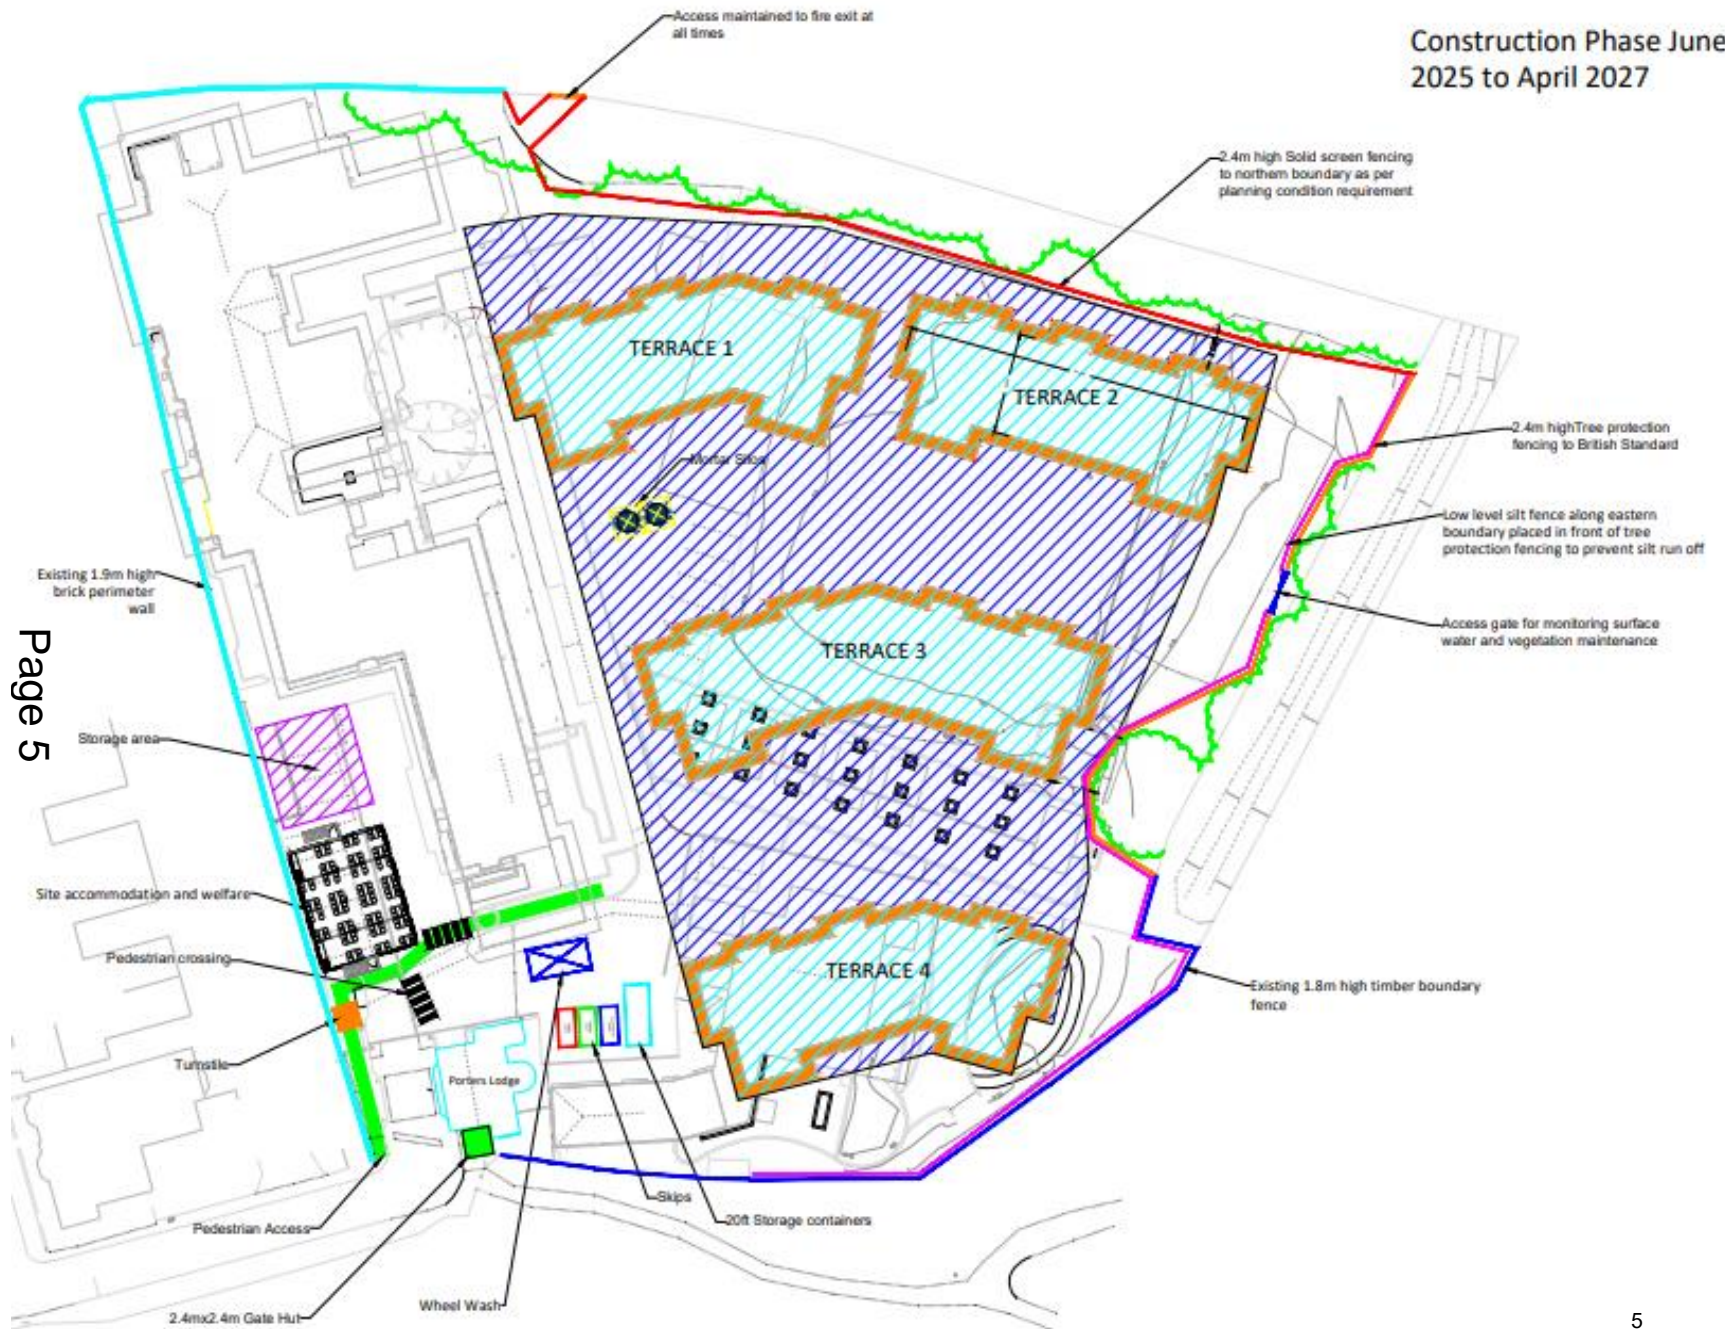 Access maintained to fire exit at
all times
Construction Phase June
2025 to April 2027
2.4m high Solid screen fencing
to northern boundary as per
planning condition requirement
TERRACE 1
TERRACE 2
2.4m highTree protection
fencing to British Standard
Mortar Silos
Low level silt fence along eastern
boundary placed in front of tree
protection fencing to prevent silt run off
Existing 1.9m high
brick perimeter
wall
Access gate for monitoring surface
water and vegetation maintenance
TERRACE 3
Page 5
Storage area
Site accommodation and welfare
Pedestrian crossing
TERRACE 4
Existing 1.8m high timber boundary
fence
Turnstile
Porters Lodge
Skips
20ft Storage containers
Pedestrian Access
Wheel Wash
2.4mx2.4m Gate Hut
5